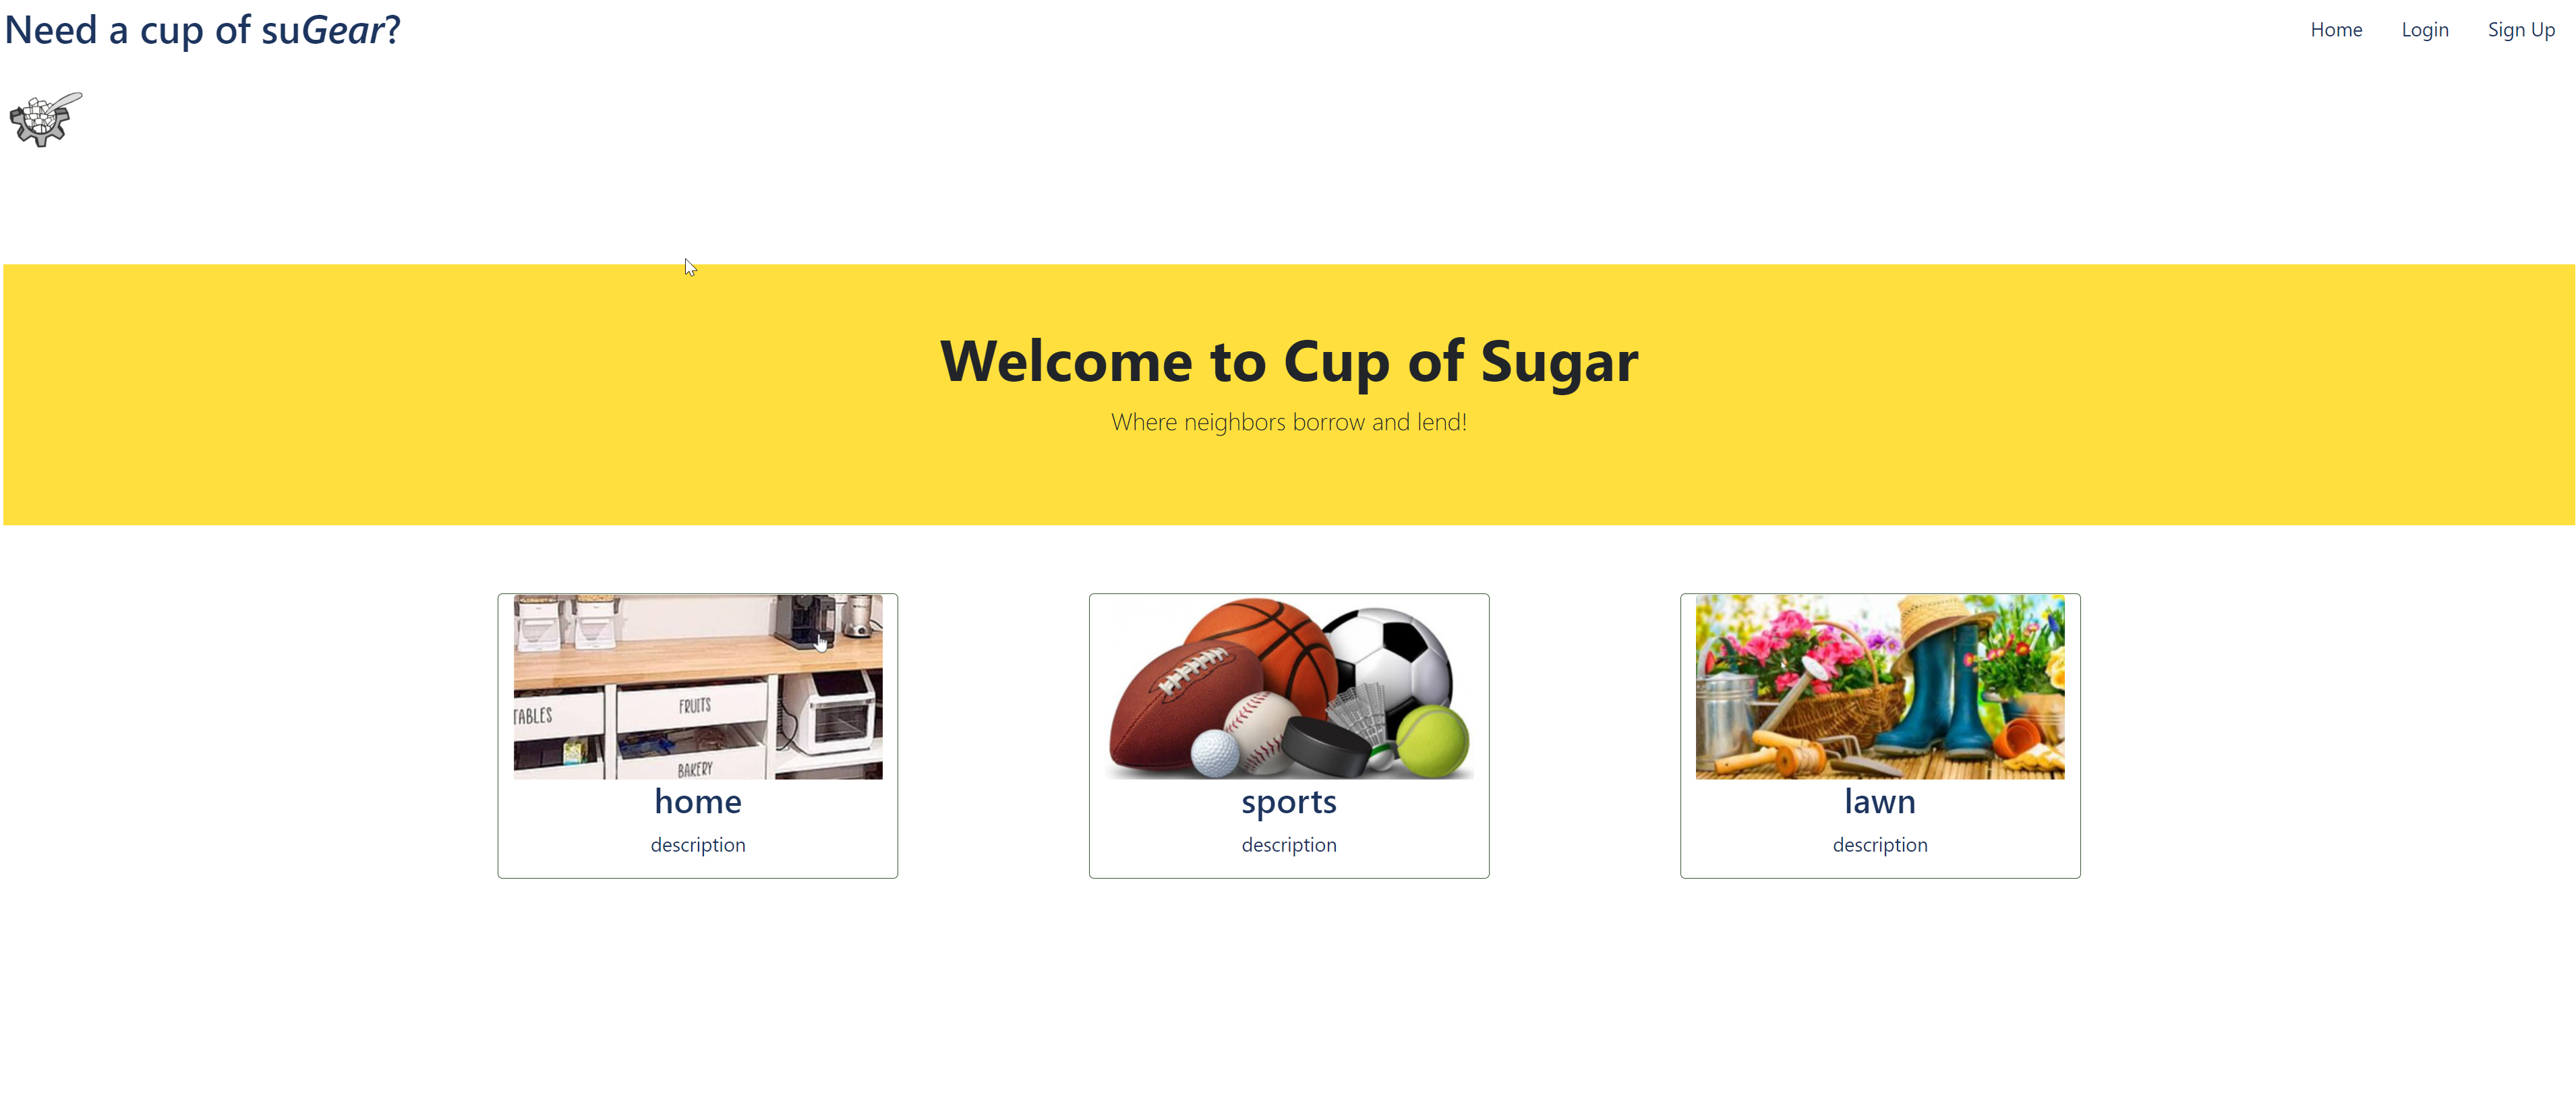 Need a cup of suGear?
Home Login Sign Up
Welcome to Cup of Sugar
Where neighbors borrow and lend!
TABLES
FRUITS
BAKERY
home
description
sports
description
lawn
description